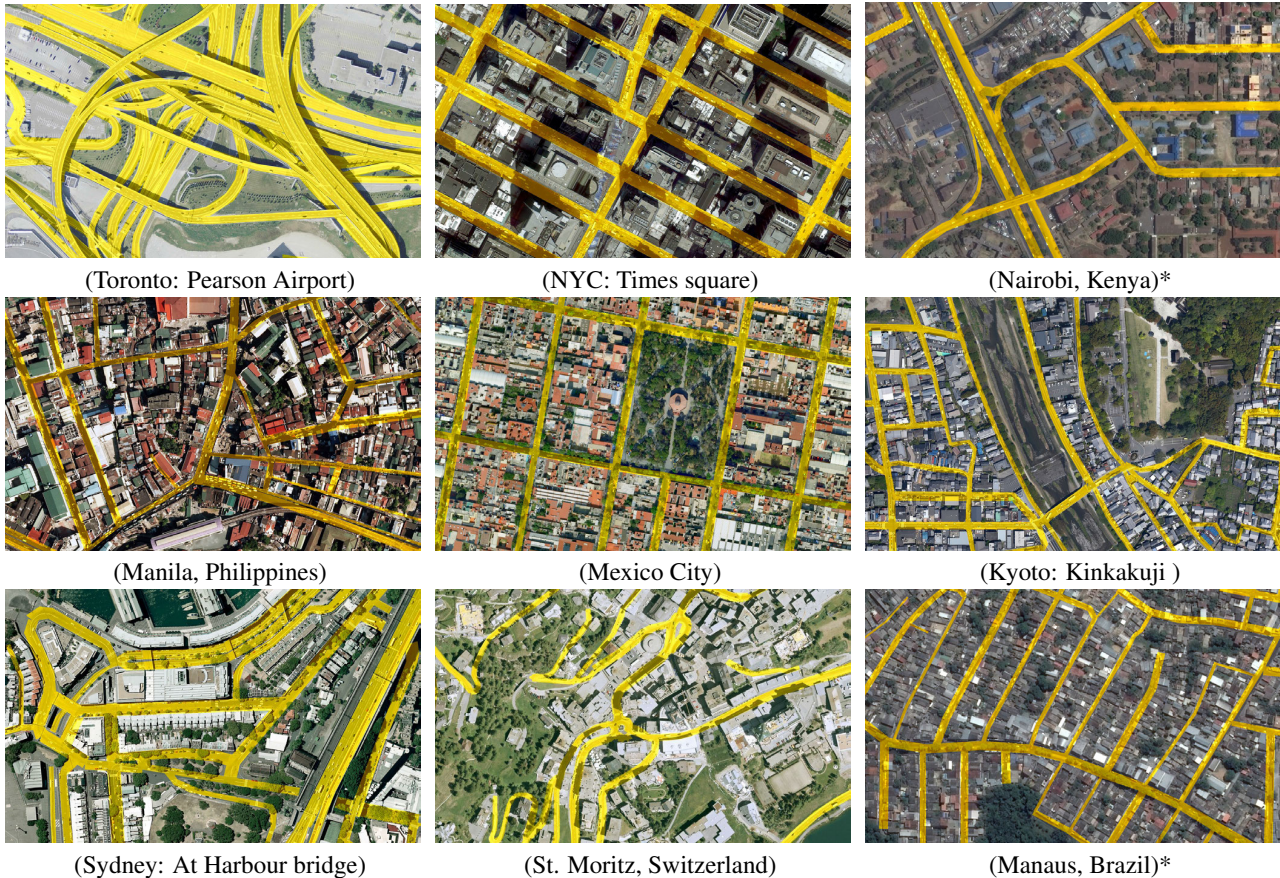 (Toronto: Pearson Airport)
(NYC: Times square)
(Nairobi, Kenya)*
(Manila, Philippines)
(Mexico City)
(Kyoto: Kinkakuji )
(Sydney: At Harbour bridge)
(St. Moritz, Switzerland)
(Manaus, Brazil)*